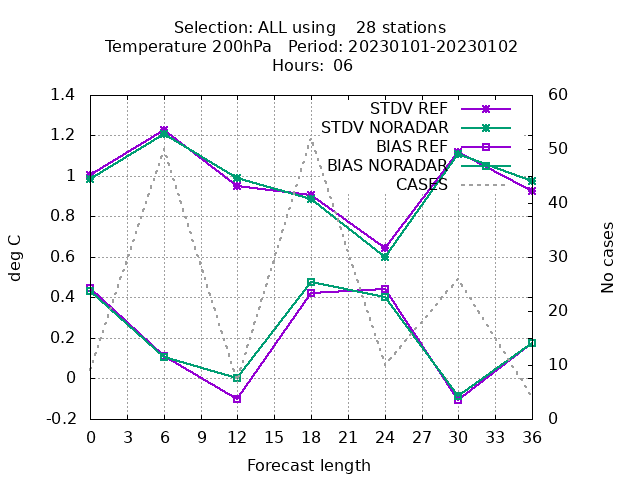 Selection: ALL using 28 stations
Temperature 200hPa Period: 20230101-20230102
Hours: 06
1.4
1.2
1
0.8
0.6
0.4
0.2
0
-0.2
deg C
STDV REF
STDV NORADAR
BIAS REF
BIAS NORADAR
CASES
60
50
40
30
20
10
0
No cases
0 3 6 9 12 15 18 21 24 27 30 33 36
Forecast length